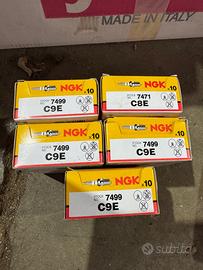 MADE IN ITALY
NGK
x10
7499
C9E
NGK
x10
7471
C8E
NGK
x10
7499
C9E
NGK
x10
7499
C9E
NGK
x10
7499
C9E
subito